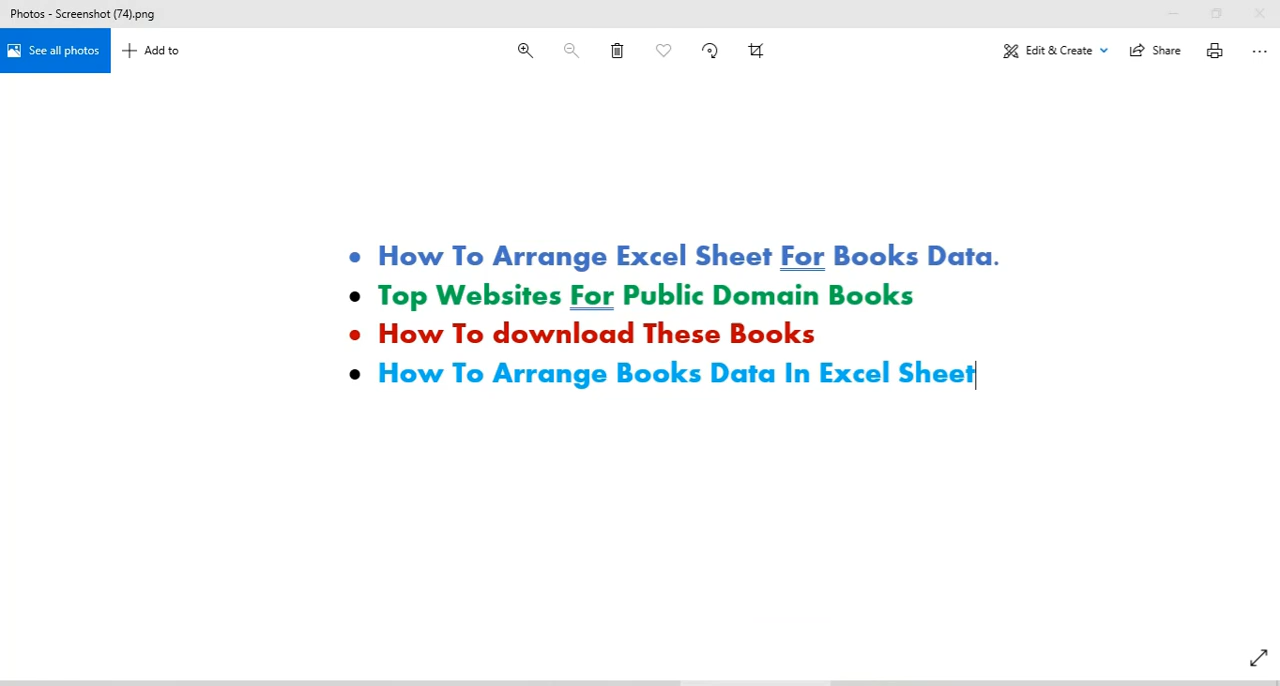 Photos - Screenshot (74).png
See all photos
Add to
Edit & Create
Share
• How To Arrange Excel Sheet For Books Data.
• Top Websites For Public Domain Books
• How To download These Books
• How To Arrange Books Data In Excel Sheet